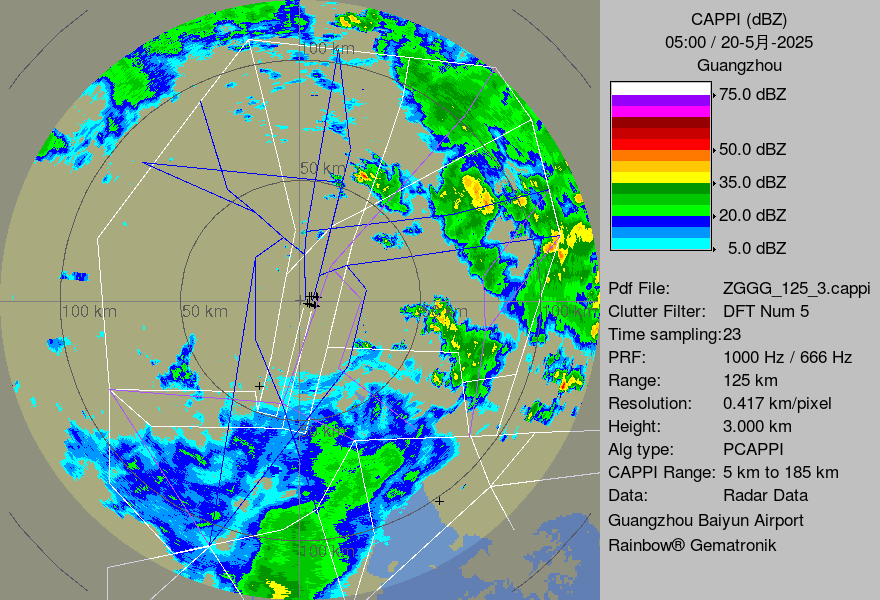 CAPPI (dBZ)
05:00 / 20-5月-2025
Guangzhou
75.0 dBZ
50.0 dBZ
35.0 dBZ
20.0 dBZ
5.0 dBZ
Pdf File: ZGGG_125_3.cappi
Clutter Filter: DFT Num 5
Time sampling:23
PRF: 1000 Hz / 666 Hz
Range: 125 km
Resolution: 0.417 km/pixel
Height: 3.000 km
Alg type: PCAPPI
CAPPI Range: 5 km to 185 km
Data: Radar Data
Guangzhou Baiyun Airport
Rainbow® Gematronik
100 km
50 km
100 km
50 km
100 km